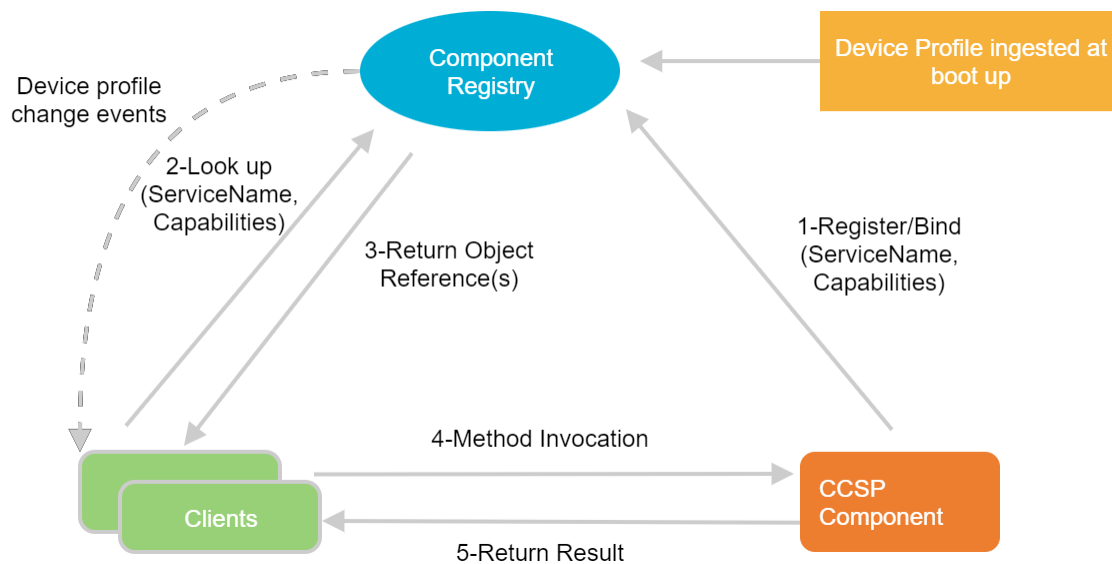 Component
Registry
Device Profile ingested at
boot up
Device profile
change events
2-Look up
(ServiceName,
Capabilities)
3-Return Object
Reference(s)
1-Register/Bind
(ServiceName,
Capabilities)
4-Method Invocation
CCSP
Component
Clients
5-Return Result